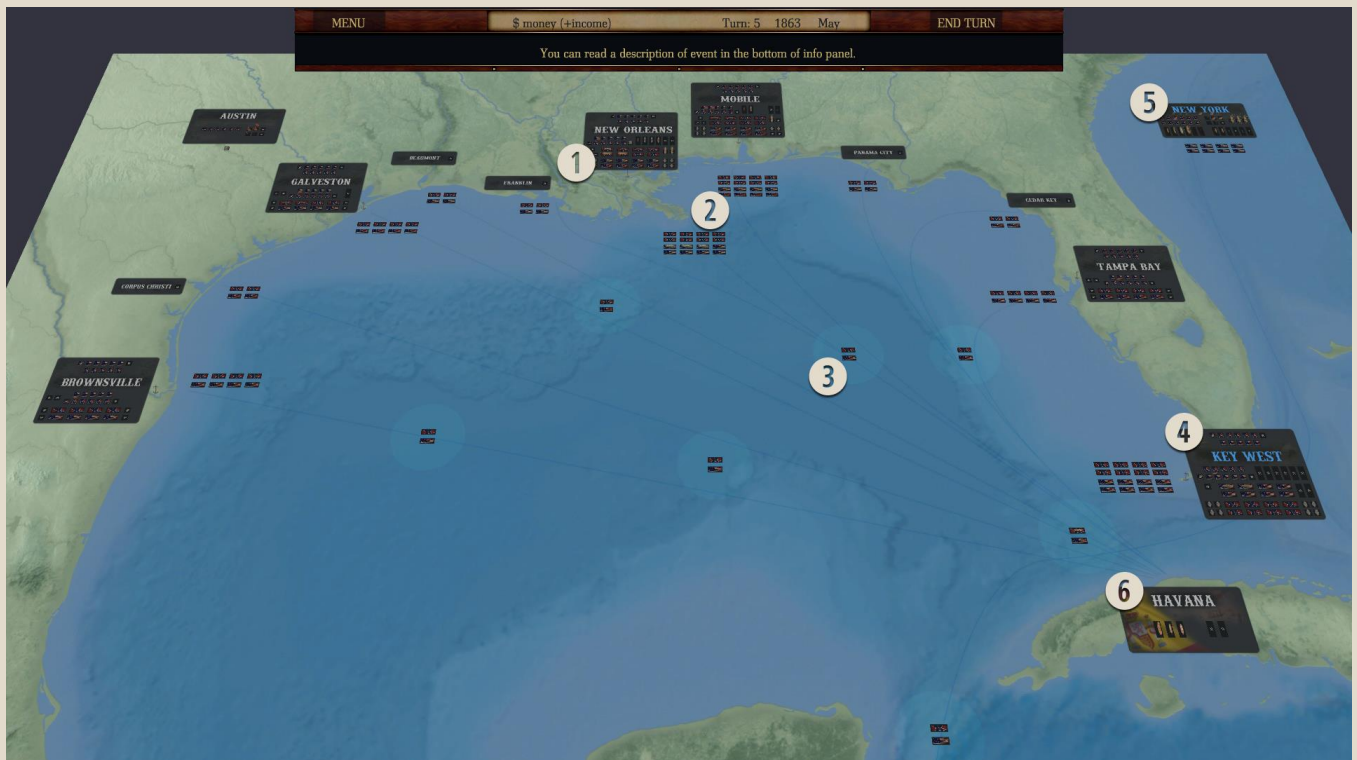 MENU
$ money (+income)
Turn: 5 1863 May
END TURN
You can read a description of event in the bottom of info panel.
AUSTIN
NEW ORLEANS
MOBILE
5
NEW YORK
BEAUMONT
1
PANAMA CITY
GALVESTON
FRANKLIN
2
CEDAR KEY
TAMPA BAY
CORPUS CHRISTI
BROWNSVILLE
3
4
KEY WEST
6
HAVANA